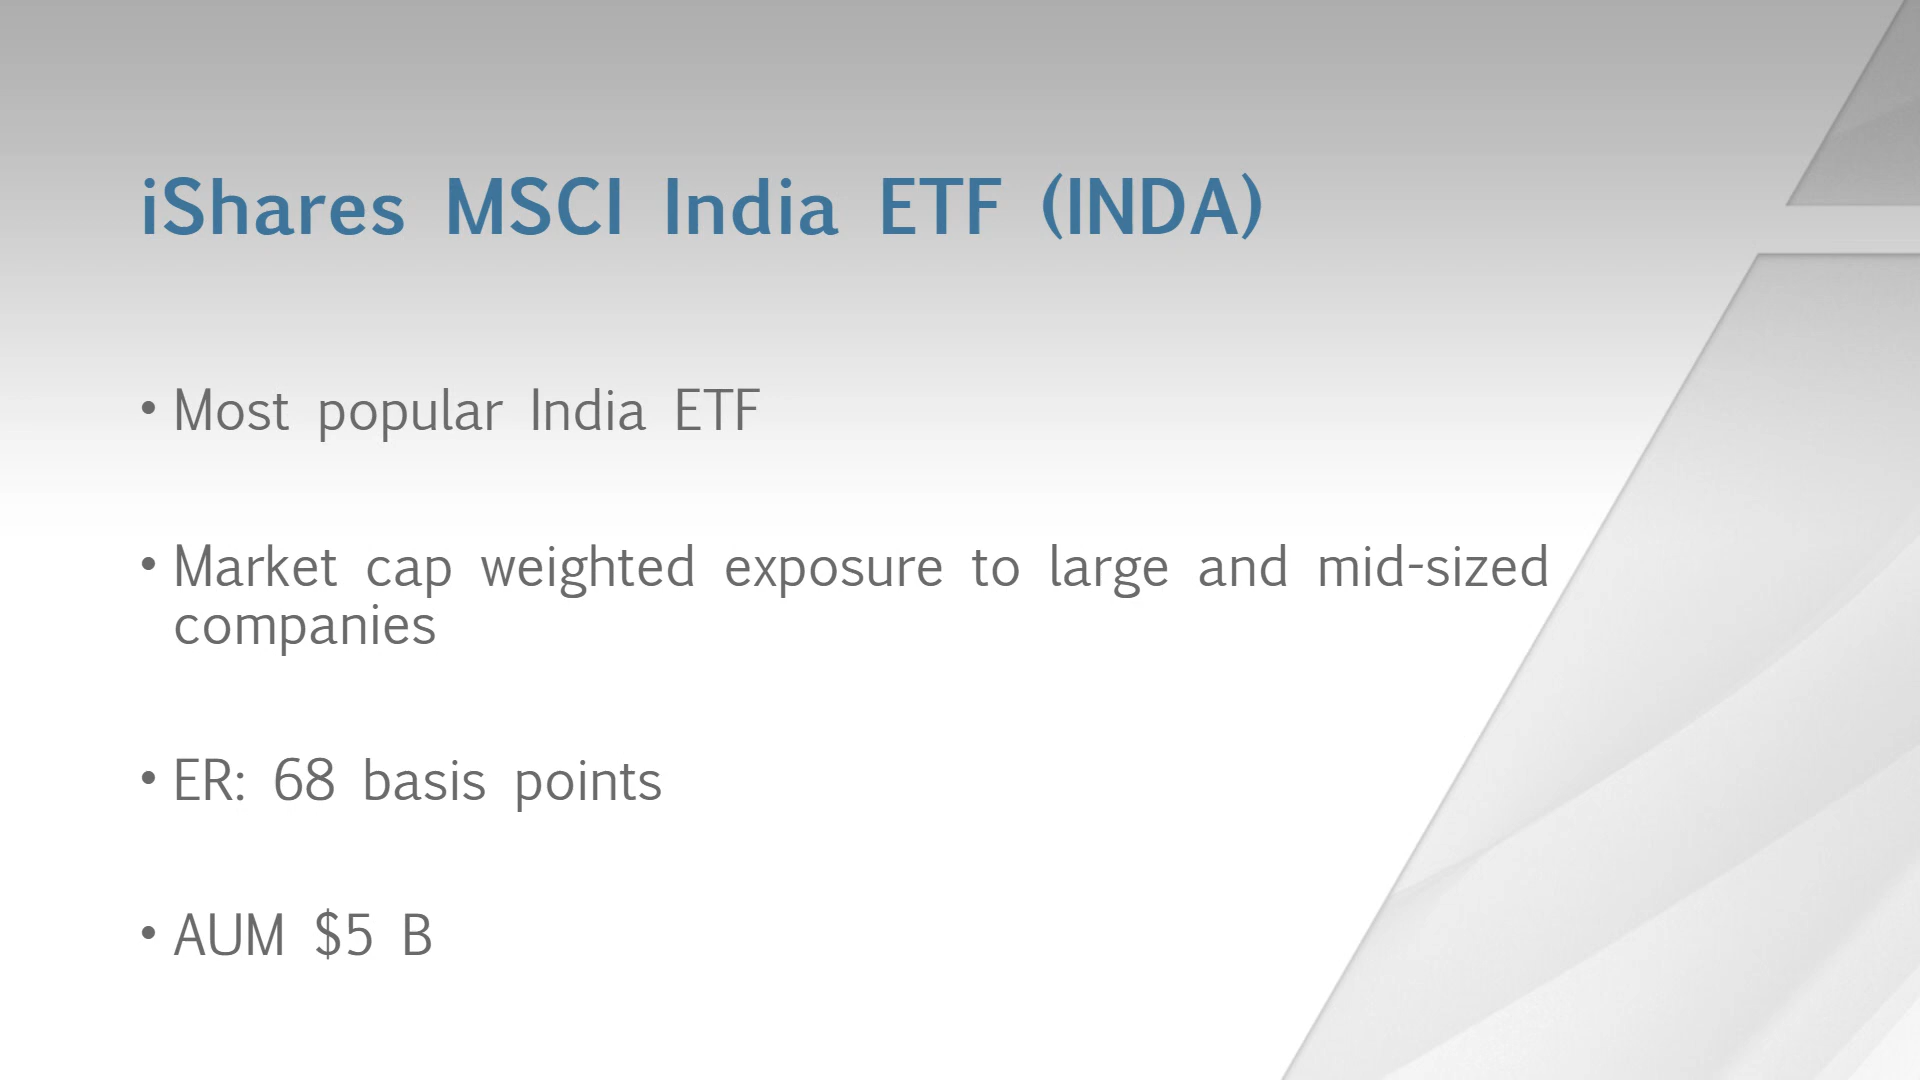 iShares MSCI India ETF (INDA)
• Most popular India ETF
• Market cap weighted exposure to large and mid-sized
companies
• ER: 68 basis points
• AUM $5 B